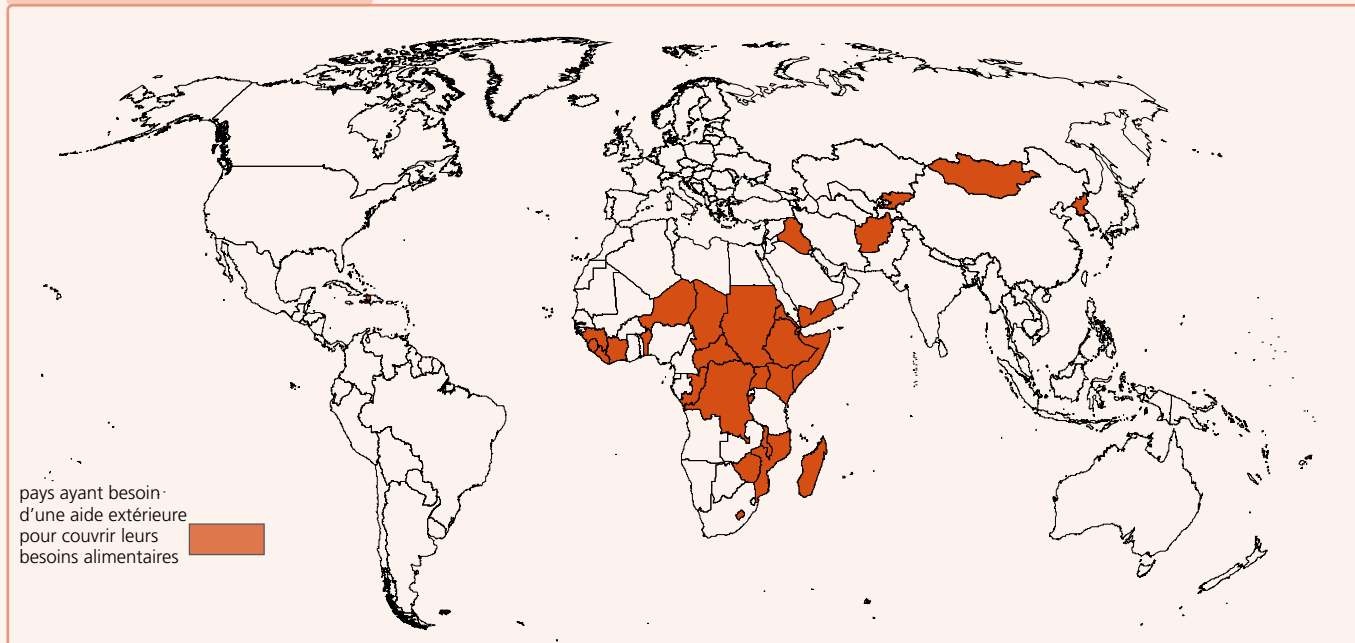 pays ayant besoin
d'une aide extérieure
pour couvrir leurs
besoins alimentaires